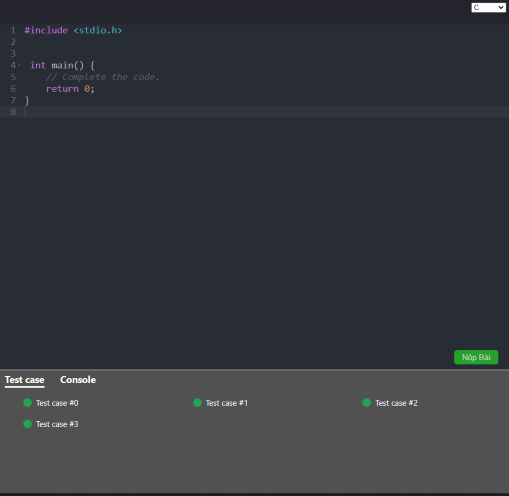 C
1 #include <stdio.h>
2
3
4 int main() {
5 // Complete the code.
6 return 0;
7 }
8
Nộp Bài
Test case Console
Test case #0 Test case #1 Test case #2
Test case #3